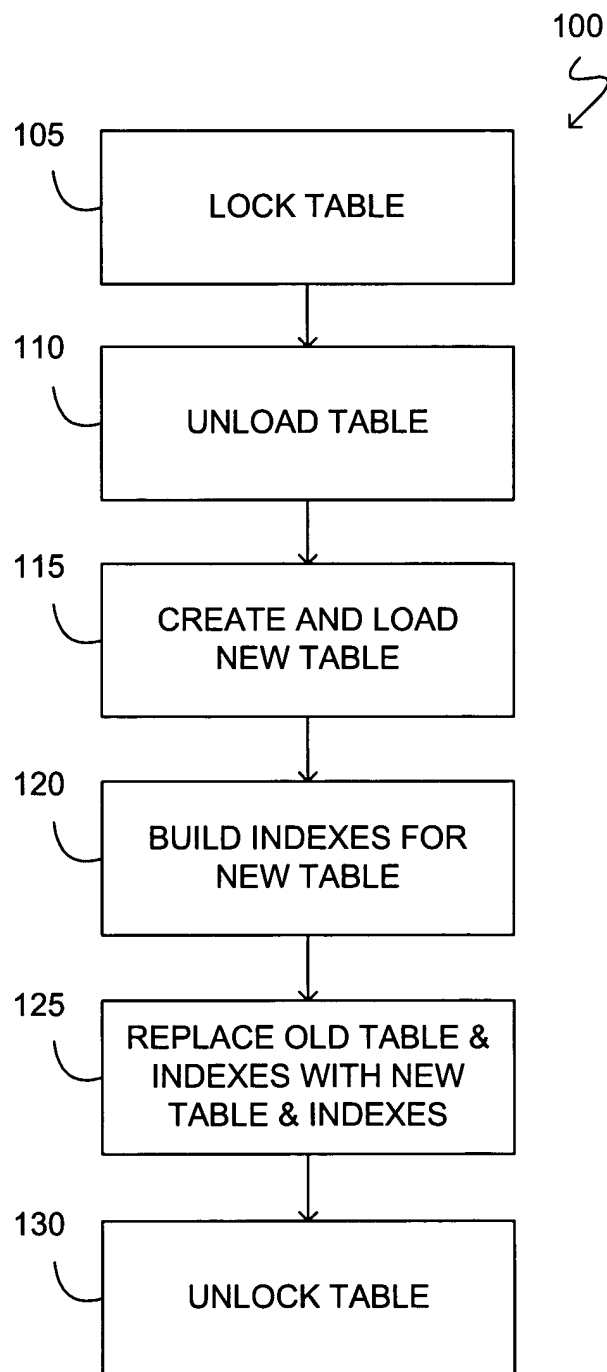 100
105
LOCK TABLE
110
UNLOAD TABLE
115
CREATE AND LOAD
NEW TABLE
120
BUILD INDEXES FOR
NEW TABLE
125
REPLACE OLD TABLE &
INDEXES WITH NEW
TABLE & INDEXES
130
UNLOCK TABLE